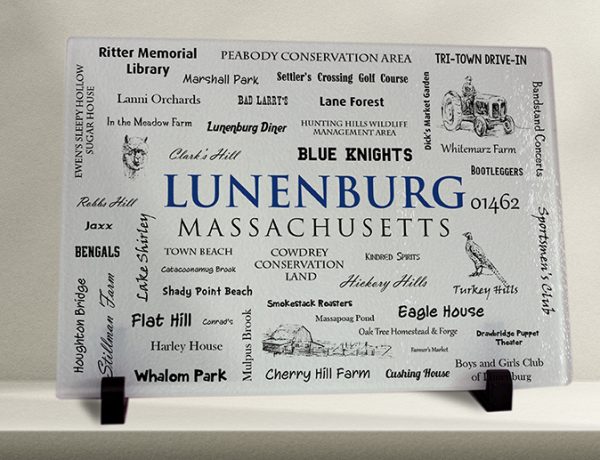 Ritter Memorial
Library
PEABODY CONSERVATION AREA
TRI-TOWN DRIVE-IN
EWEN'S SLEEPY HOLLOW
SUGAR HOUSE
Marshall Park
Settler's Crossing Golf Course
Dick's Market Garden
Bandstand Concerts
Lanni Orchards
BAD LARRY'S
Lane Forest
In the Meadow Farm
Lunenburg Diner
HUNTING HILLS WILDLIFE
MANAGEMENT AREA
Whitemarz Farm
Clark's Hill
BLUE KNIGHTS
BOOTLEGGERS
Robbs Hill
LUNENBURG 01462
MASSACHUSETTS
Jaxx
Lake Shirley
Sportsmen's Club
BENGALS
TOWN BEACH
COWDREY
CONSERVATION
LAND
KINDRED SPIRITS
Catacoonamug Brook
Hickory Hills
Turkey Hills
Houghton Bridge
Stillman Farm
Shady Point Beach
Smokestack Roasters
Eagle House
Flat Hill
Conrad's
Mulpus Brook
Massapoag Pond
Oak Tree Homestead & Forge
Drawbridge Puppet
Theater
Harley House
Farmer's Market
Whalom Park
Cherry Hill Farm
Cushing House
Boys and Girls Club
of Lunenburg